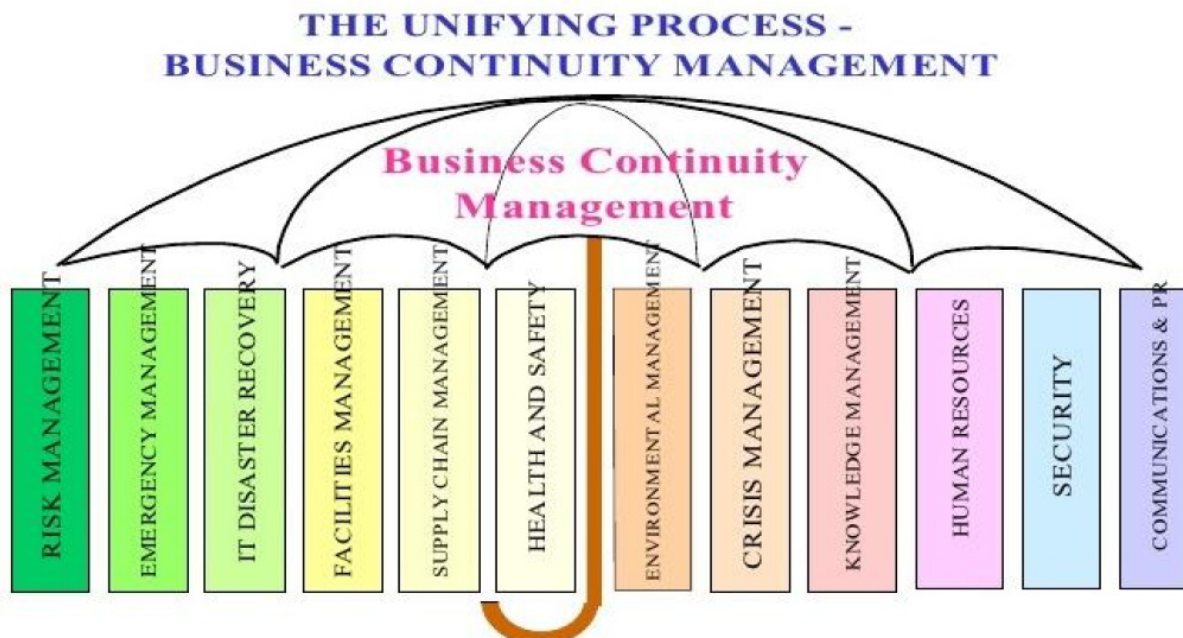 THE UNIFYING PROCESS -
BUSINESS CONTINUITY MANAGEMENT
Business Continuity
Management
RISK MANAGEMENT
EMERGENCY MANAGEMENT
IT DISASTER RECOVERY
FACILITIES MANAGEMENT
SUPPLY CHAIN MANAGEMENT
HEALTH AND SAFETY
ENVIRONMENTAL MANAGEMENT
CRISIS MANAGEMENT
KNOWLEDGE MANAGEMENT
HUMAN RESOURCES
SECURITY
COMMUNICATIONS & PR